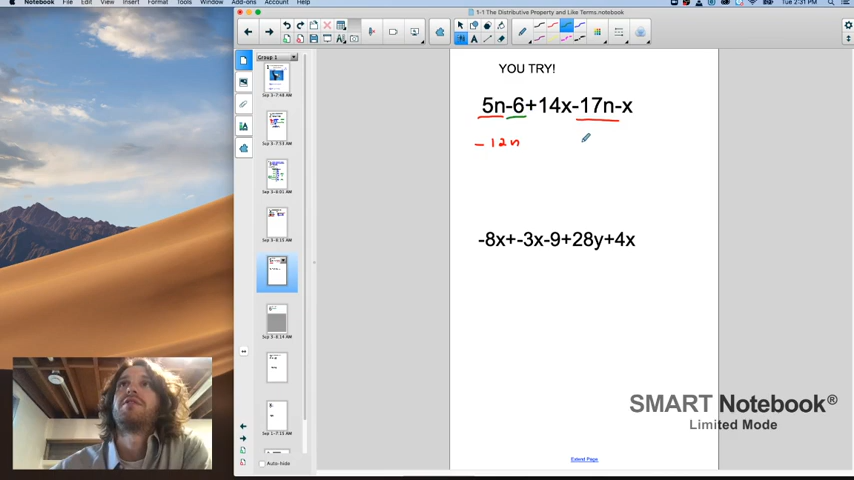 Notebook File Edit View Insert Format Tools Window Add-ons Help
Tue 2:31 PM
1-1 The Distributive Property and Like Terms.notebook
Group 1
Sep 3-7:48 AM
Sep 3-7:53 AM
Sep 3-8:01 AM
Sep 3-8:15 AM
Sep 3-8:14 AM
Sep 1-7:15 AM
Auto-hide
YOU TRY!
5n-6+14x-17n-x
-12n
-8x+-3x-9+28y+4x
SMART Notebook®
Limited Mode
Extend Page